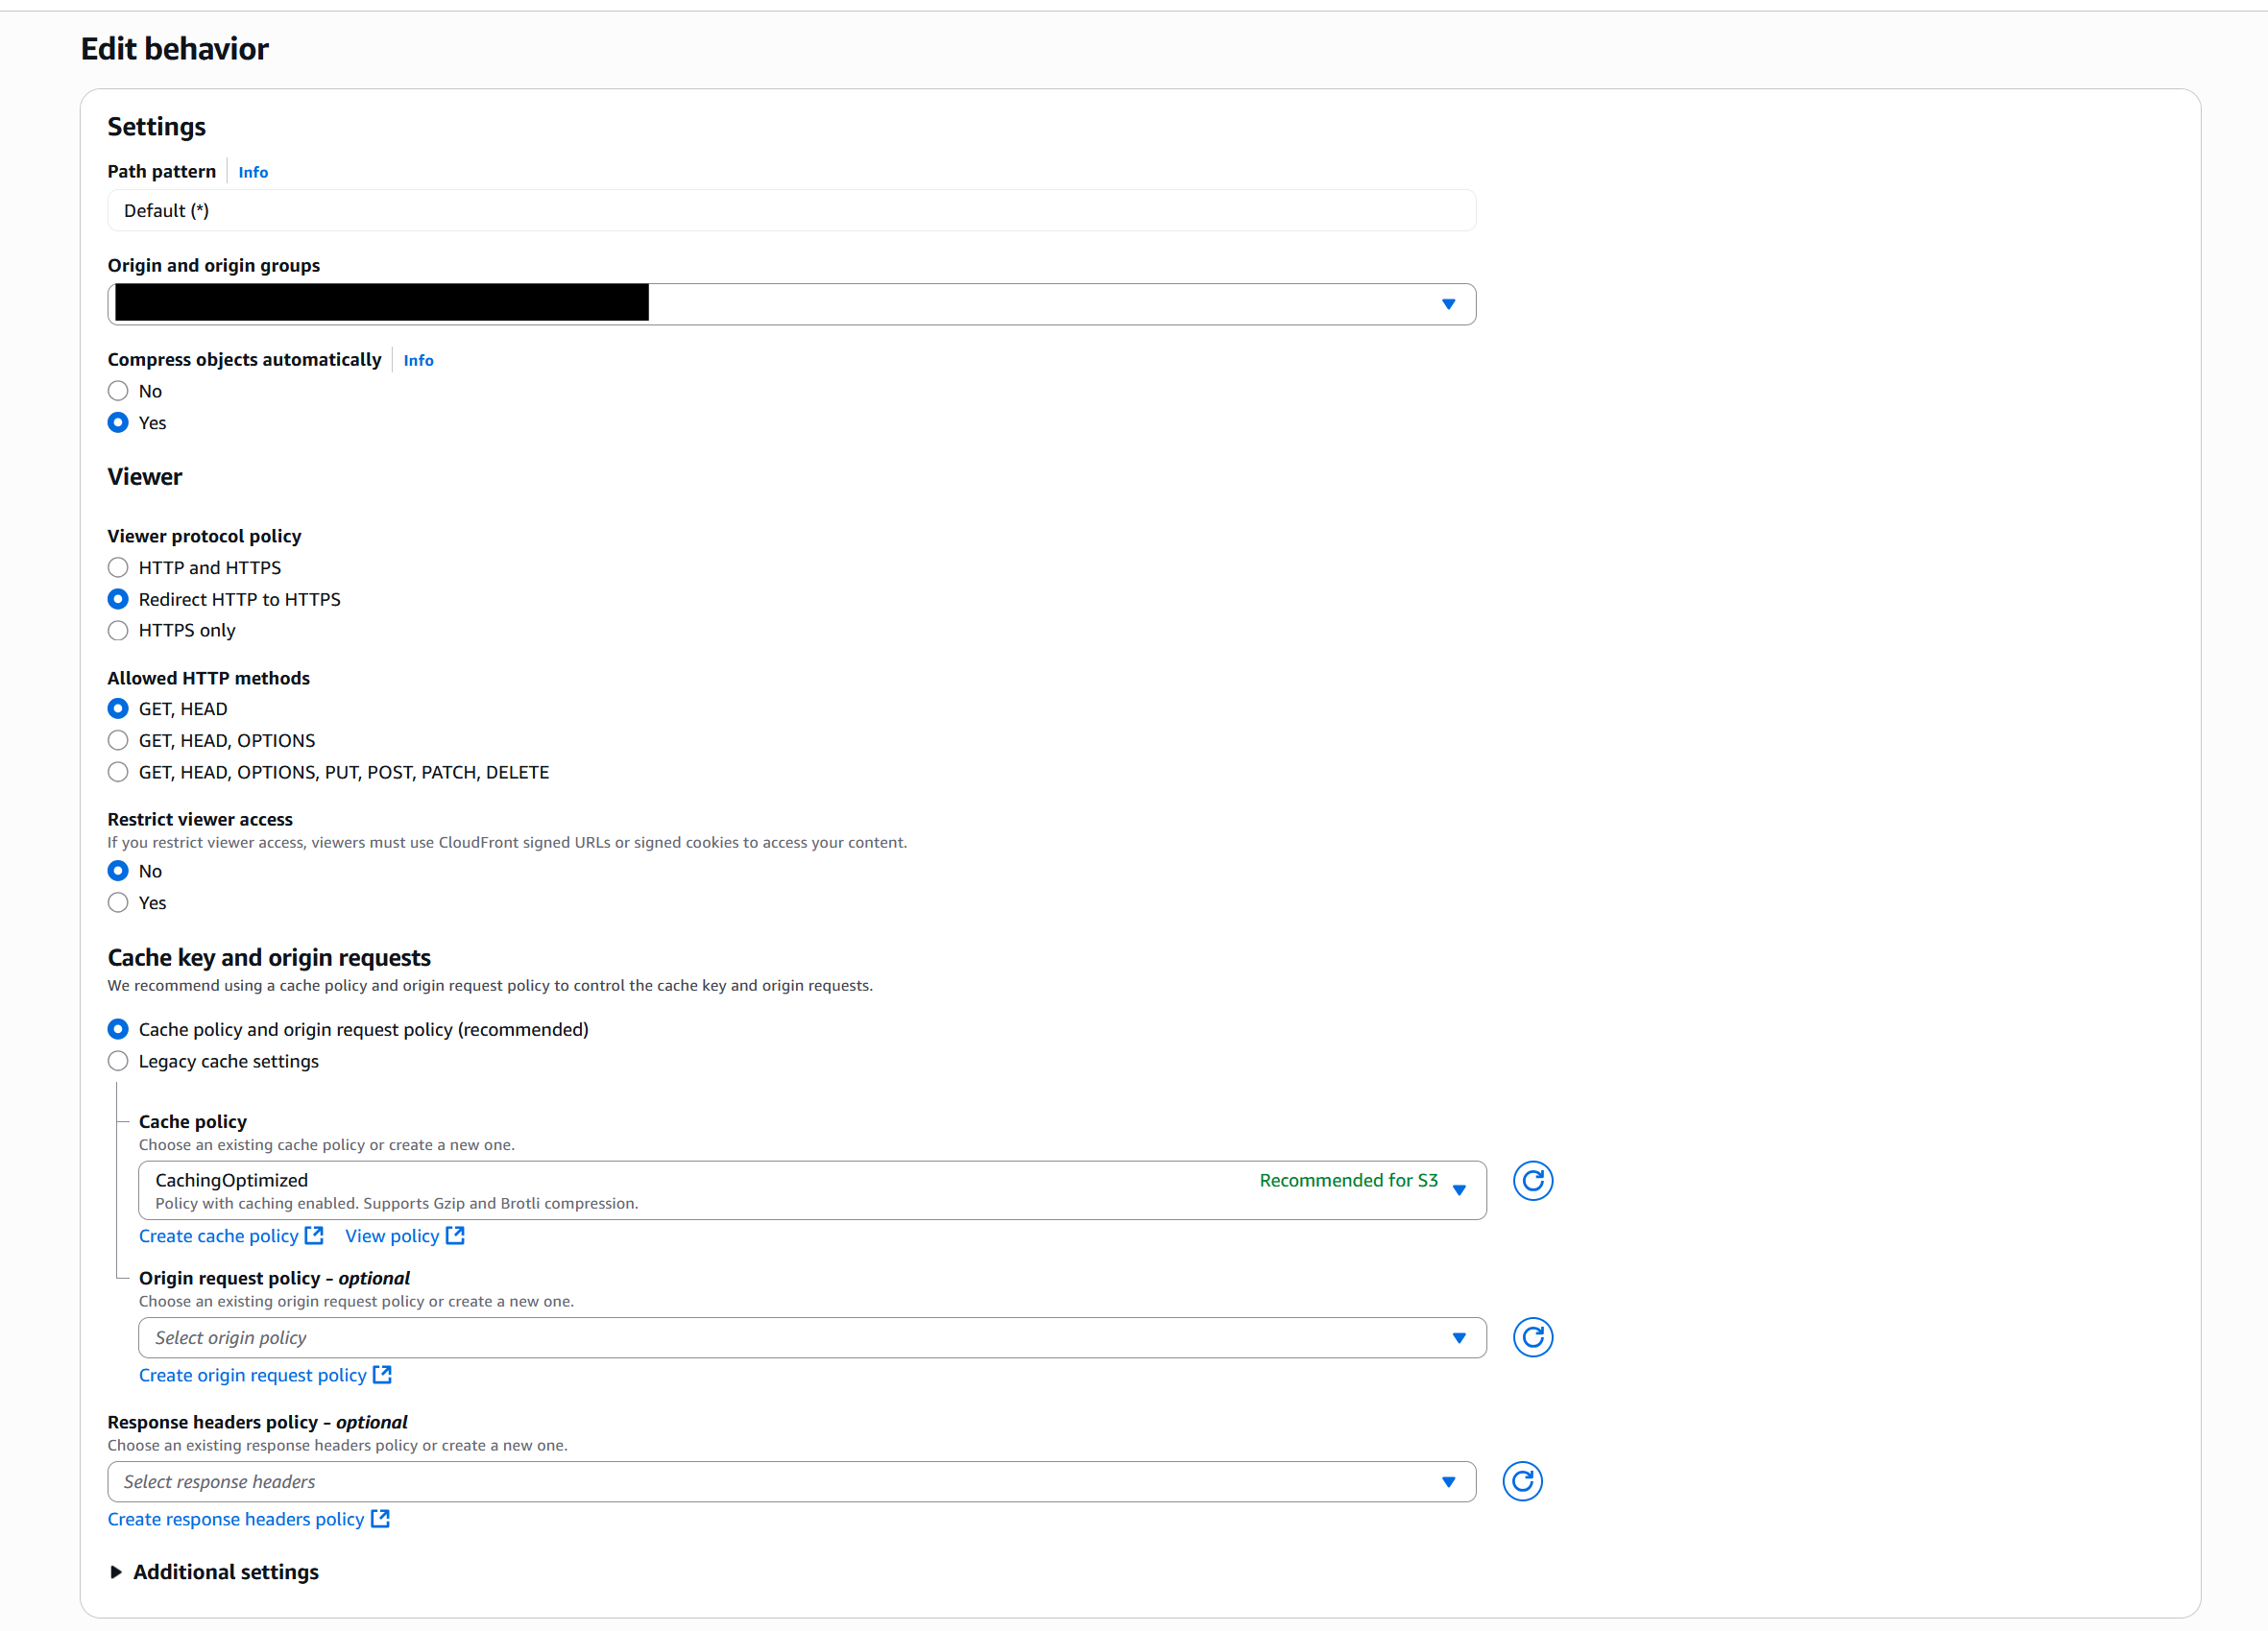 Edit behavior
Settings
Path pattern Info
Default (*)
Origin and origin groups
Compress objects automatically Info
No
Yes
Viewer
Viewer protocol policy
HTTP and HTTPS
Redirect HTTP to HTTPS
HTTPS only
Allowed HTTP methods
GET, HEAD
GET, HEAD, OPTIONS
GET, HEAD, OPTIONS, PUT, POST, PATCH, DELETE
Restrict viewer access
If you restrict viewer access, viewers must use CloudFront signed URLs or signed cookies to access your content.
No
Yes
Cache key and origin requests
We recommend using a cache policy and origin request policy to control the cache key and origin requests.
Cache policy and origin request policy (recommended)
Legacy cache settings
Cache policy
Choose an existing cache policy or create a new one.
CachingOptimized Recommended for S3
Policy with caching enabled. Supports Gzip and Brotli compression.
Create cache policy View policy
Origin request policy - optional
Choose an existing origin request policy or create a new one.
Select origin policy
Create origin request policy
Response headers policy - optional
Choose an existing response headers policy or create a new one.
Select response headers
Create response headers policy
Additional settings